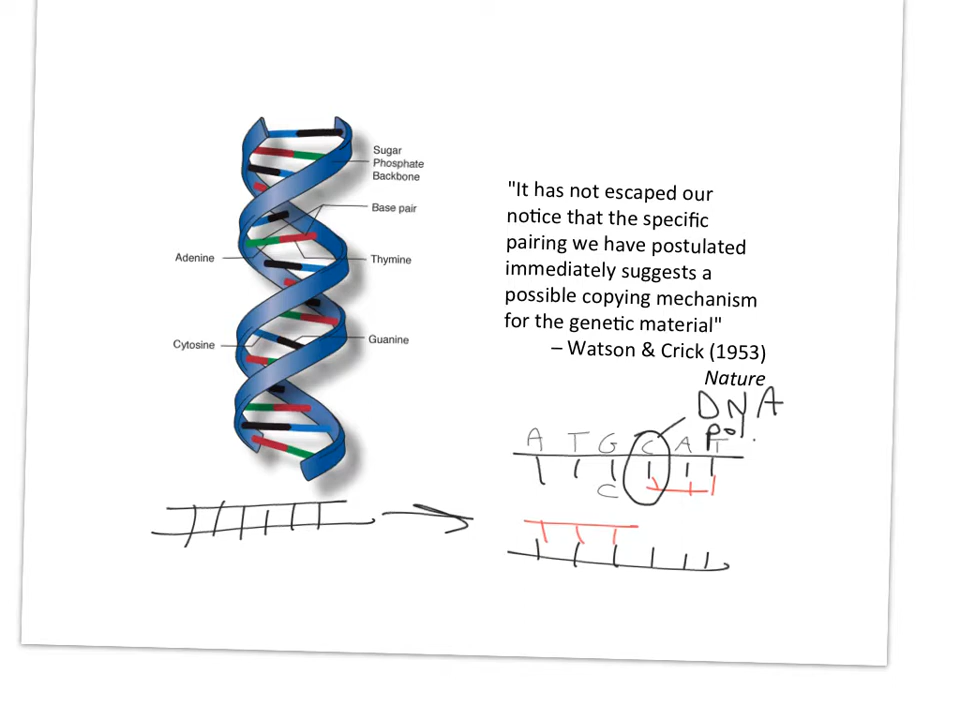 Sugar
Phosphate
Backbone
Base pair
Adenine
Thymine
Cytosine
Guanine
"It has not escaped our
notice that the specific
pairing we have postulated
immediately suggests a
possible copying mechanism
for the genetic material"
– Watson & Crick (1953)
Nature
DNA
pol.
A T G C A T
C